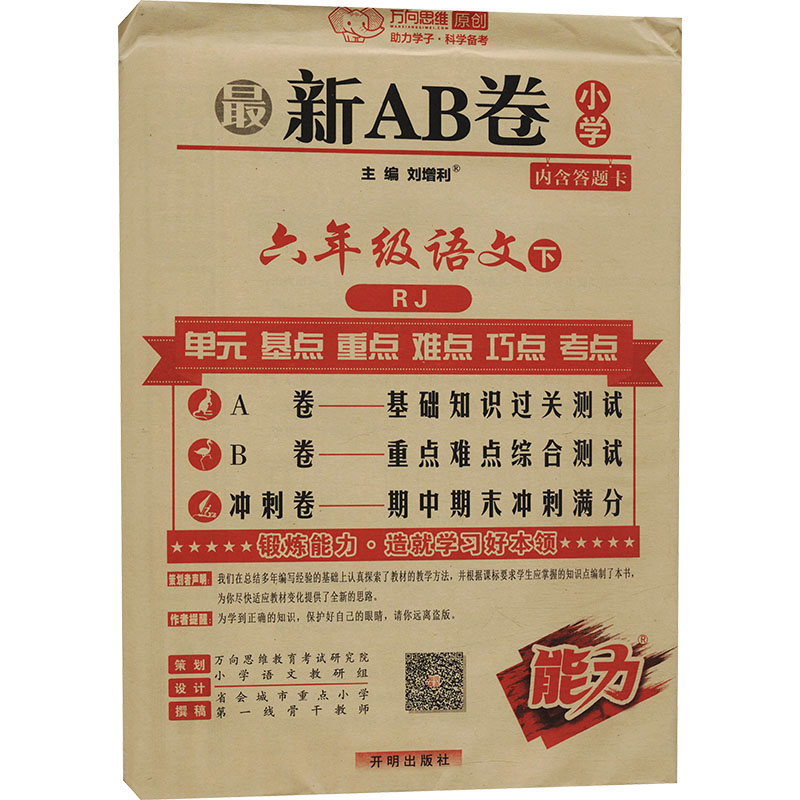 万向思维 原创
WANXIANGSIWEI.COM
助力学子·科学备考
最新AB卷 小学
主编 刘增利®
内含答题卡
六年级语文 下
RJ
单元 基点 重点 难点 巧点 考点
A 卷——基础知识过关测试
B 卷——重点难点综合测试
冲刺卷——期中期末冲刺满分
★★★★★锻炼能力·造就学习好本领★★★★★
策划者声明: 我们在总结多年编写经验的基础上认真探索了教材的教学方法,并根据课标要求学生应掌握的知识点编制了本书,
为你尽快适应教材变化提供了全新的思路。
作者提醒: 为学到正确的知识,保护好自己的眼睛,请你远离盗版。
策划 万向思维教育考试研究院
小学语文教研组
设计 省会城市重点小学
撰稿 第一线骨干教师
能力®
开明出版社